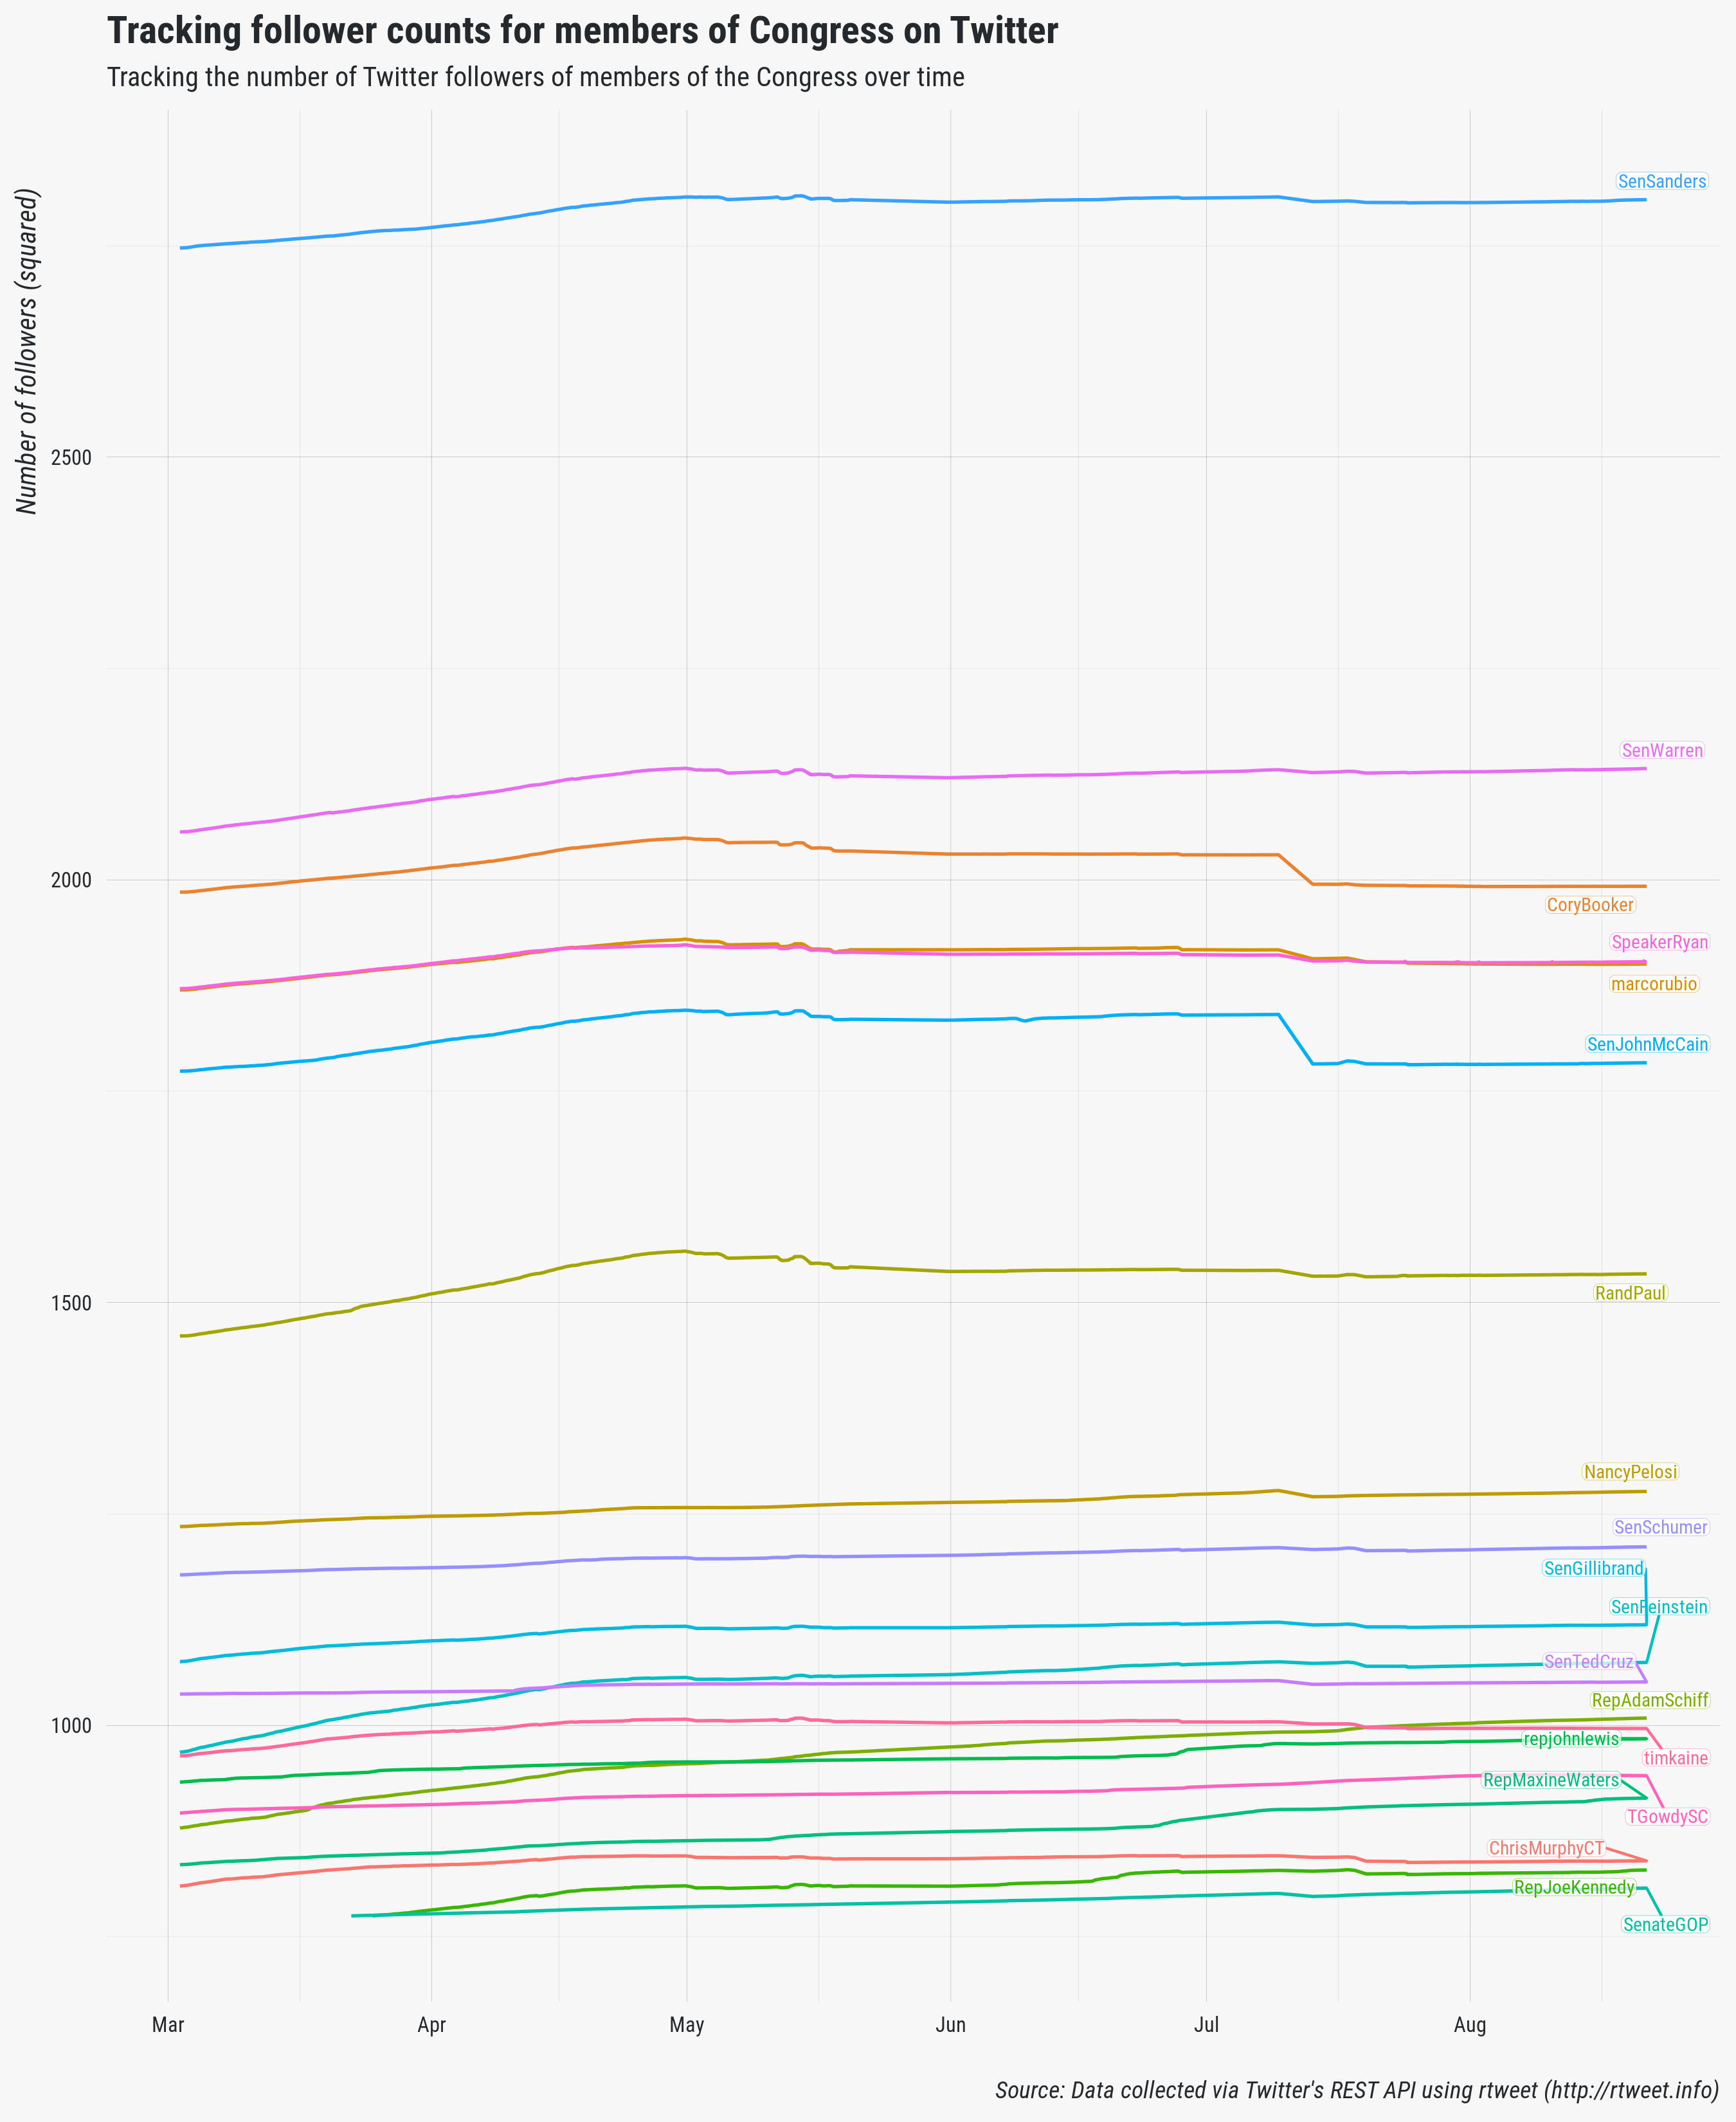 Tracking follower counts for members of Congress on Twitter
Tracking the number of Twitter followers of members of the Congress over time
Number of followers (squared)
SenSanders
2500
SenWarren
2000
CoryBooker
SpeakerRyan
marcorubio
SenJohnMcCain
1500
RandPaul
NancyPelosi
SenSchumer
SenGillibrand
SenFeinstein
SenTedCruz
RepAdamSchiff
1000
repjohnlewis
timkaine
RepMaxineWaters
TGowdySC
ChrisMurphyCT
RepJoeKennedy
SenateGOP
Mar Apr May Jun Jul Aug
Source: Data collected via Twitter's REST API using rtweet (http://rtweet.info)